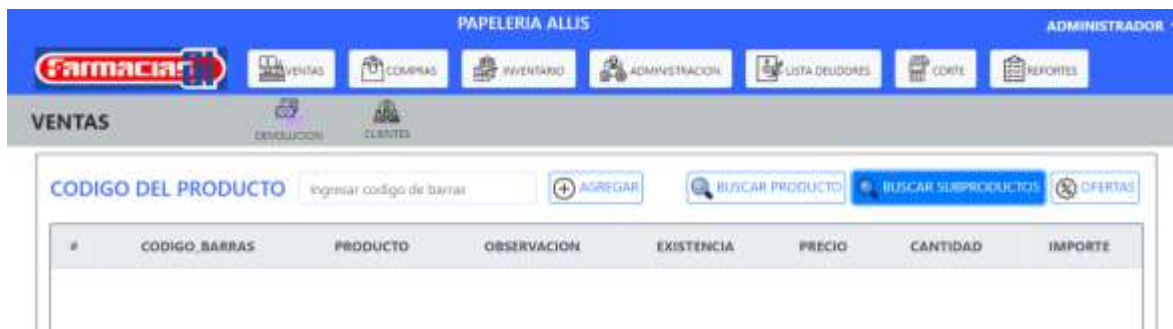 PAPELERIA ALLIS
ADMINISTRADOR
Farmacias
VENTAS COMPRAS INVENTARIO ADMINISTRACION LISTA DEUDORES CORTE REPORTES
VENTAS DEVOLUCION CLIENTES
CODIGO DEL PRODUCTO Ingresar codigo de barras AGREGAR BUSCAR PRODUCTO BUSCAR SUBPRODUCTOS OFERTAS
# CODIGO_BARRAS PRODUCTO OBSERVACION EXISTENCIA PRECIO CANTIDAD IMPORTE